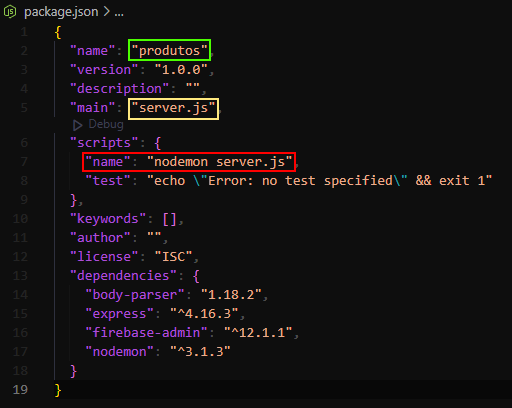 package.json > ...
1 {
2 "name": "produtos",
3 "version": "1.0.0",
4 "description": "",
5 "main": "server.js",
Debug
6 "scripts": {
7 "name": "nodemon server.js",
8 "test": "echo \"Error: no test specified\" && exit 1"
9 },
10 "keywords": [],
11 "author": "",
12 "license": "ISC",
13 "dependencies": {
14 "body-parser": "1.18.2",
15 "express": "^4.16.3",
16 "firebase-admin": "^12.1.1",
17 "nodemon": "^3.1.3"
18 }
19 }